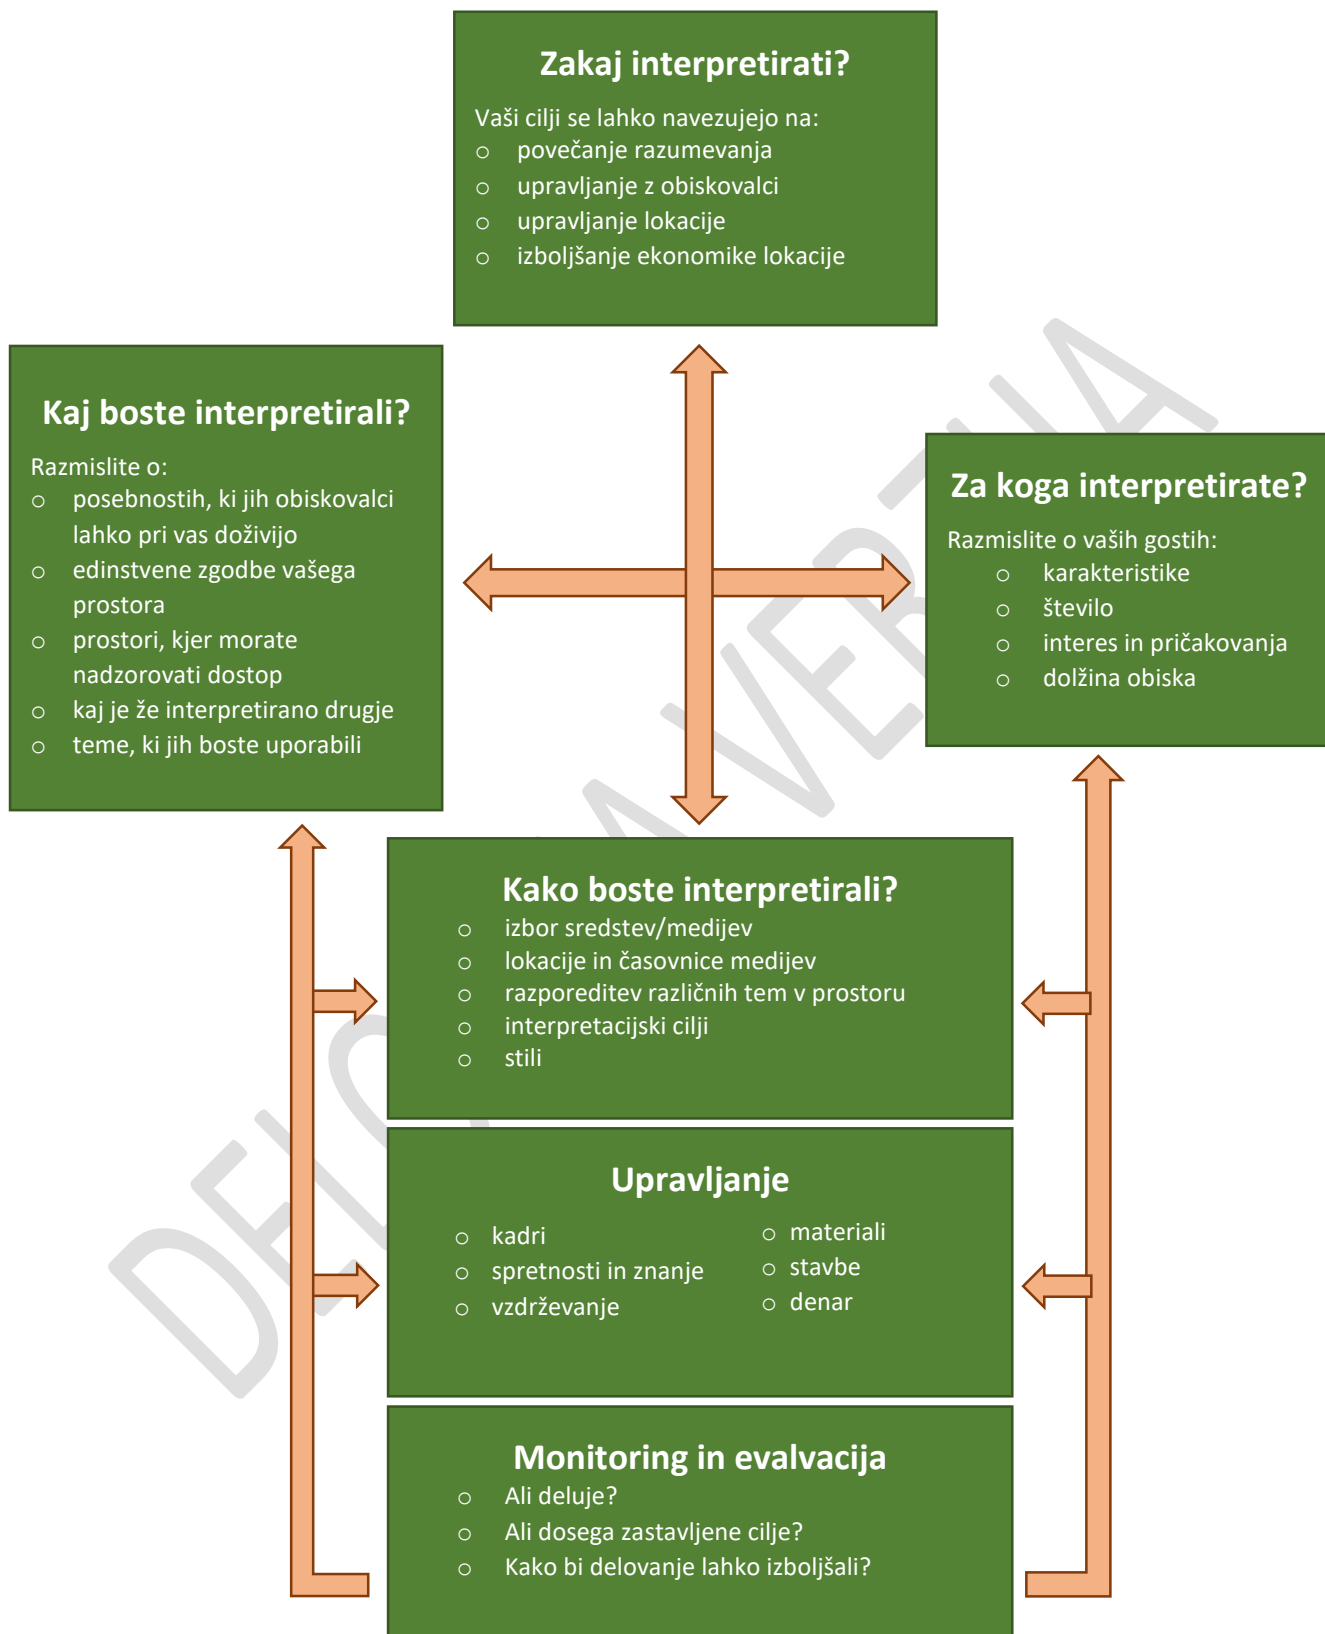 Zakaj interpretirati?
Vaši cilji se lahko navezujejo na:
o povečanje razumevanja
o upravljanje z obiskovalci
o upravljanje lokacije
o izboljšanje ekonomike lokacije
Kaj boste interpretirali?
Razmislite o:
o posebnostih, ki jih obiskovalci
lahko pri vas doživijo
o edinstvene zgodbe vašega
prostora
o prostori, kjer morate
nadzorovati dostop
o kaj je že interpretirano drugje
o teme, ki jih boste uporabili
Za koga interpretirate?
Razmislite o vaših gostih:
o karakteristike
o število
o interes in pričakovanja
o dolžina obiska
Kako boste interpretirali?
o izbor sredstev/medijev
o lokacije in časovnice medijev
o razporeditev različnih tem v prostoru
o interpretacijski cilji
o stili
Upravljanje
o kadri
o spretnosti in znanje
o vzdrževanje
o materiali
o stavbe
o denar
Monitoring in evalvacija
o Ali deluje?
o Ali dosega zastavljene cilje?
o Kako bi delovanje lahko izboljšali?